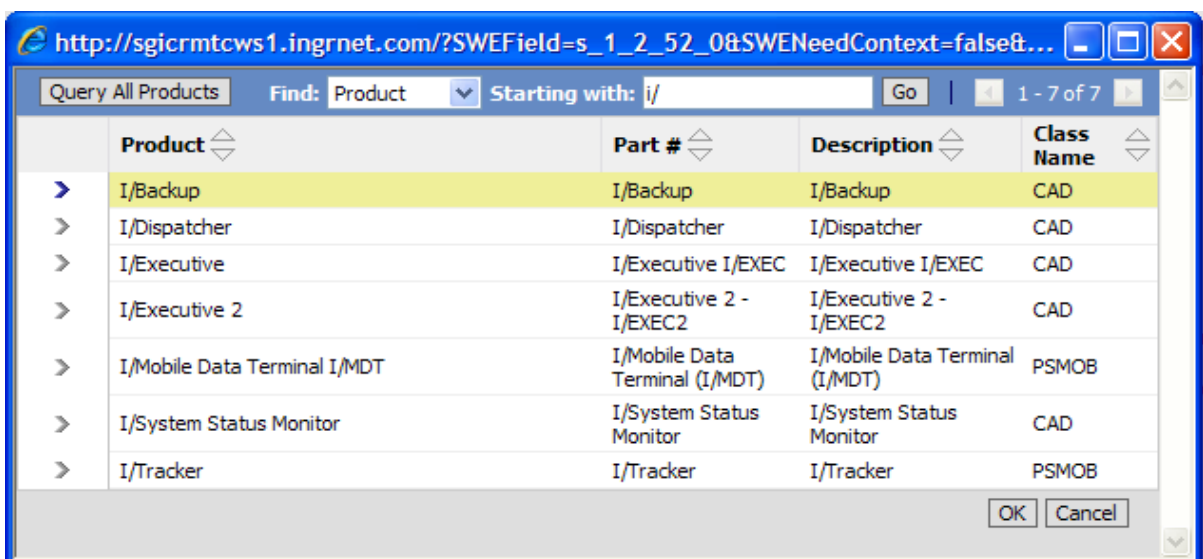 http://sgicrmtcws1.ingrnet.com/?SWEField=s_1_2_52_0&SWENeedContext=false&...
Query All Products Find: Product Starting with: i/ Go 1 - 7 of 7
Product Part # Description Class Name
I/Backup I/Backup I/Backup CAD
I/Dispatcher I/Dispatcher I/Dispatcher CAD
I/Executive I/Executive I/EXEC I/Executive I/EXEC CAD
I/Executive 2 I/Executive 2 - I/EXEC2 I/Executive 2 - I/EXEC2 CAD
I/Mobile Data Terminal I/MDT I/Mobile Data Terminal (I/MDT) I/Mobile Data Terminal (I/MDT) PSMOB
I/System Status Monitor I/System Status Monitor I/System Status Monitor CAD
I/Tracker I/Tracker I/Tracker PSMOB
OK Cancel